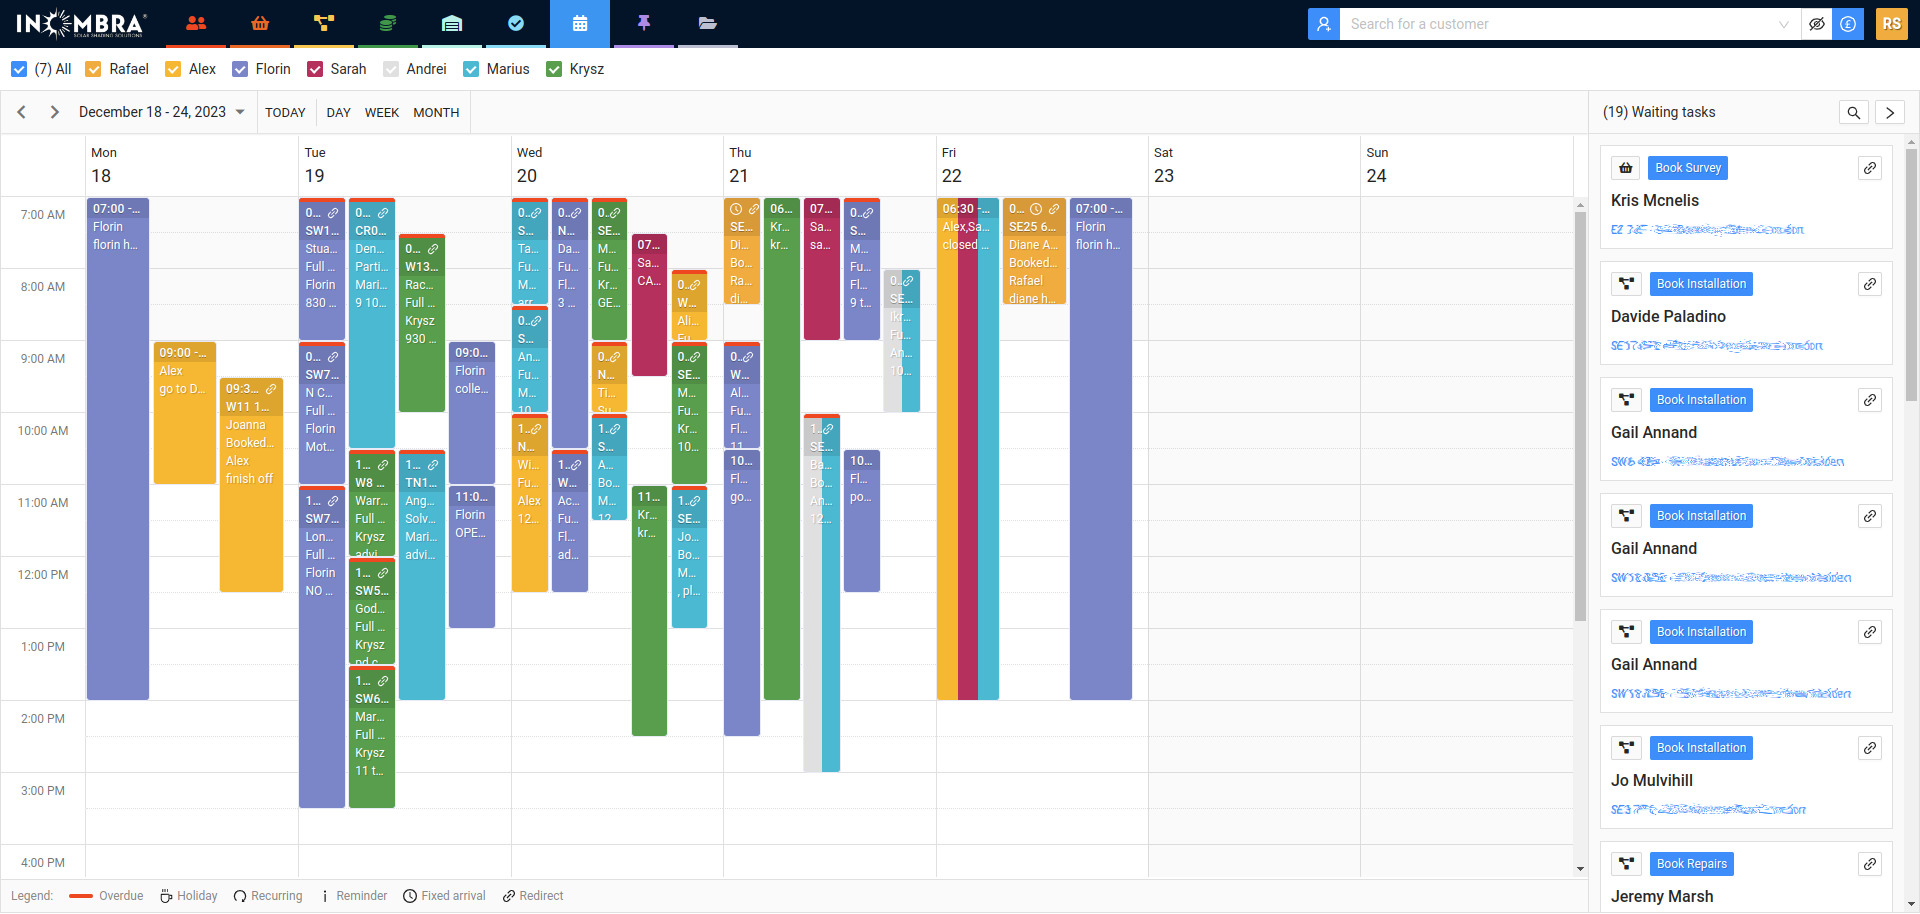 INOMBRA
SOLAR SHADING SOLUTIONS
Search for a customer
RS
(7) All Rafael Alex Florin Sarah Andrei Marius Krysz
December 18 - 24, 2023 TODAY DAY WEEK MONTH
(19) Waiting tasks
Mon 18
Tue 19
Wed 20
Thu 21
Fri 22
Sat 23
Sun 24
7:00 AM
8:00 AM
9:00 AM
10:00 AM
11:00 AM
12:00 PM
1:00 PM
2:00 PM
3:00 PM
4:00 PM
07:00 -...
Florin
florin h...
09:00 -...
Alex
go to D...
09:3...
W11 1...
Joanna
Booked...
Alex
finish off
0...
SW1...
Stua...
Full ...
Florin
830 ...
0...
SW7...
N C...
Full ...
Florin
Mot...
1...
SW7...
Lon...
Full ...
Florin
NO ...
0...
CR0...
Den...
Parti...
Mari...
9 10...
1...
W8 ...
Warr...
Full ...
Krysz
advi...
1...
SW5...
God...
Full ...
Krysz
1...
SW6...
Mar...
Full ...
Krysz
11 t...
0...
W13...
Rac...
Full ...
Krysz
930 ...
1...
TN1...
Ang...
Solv...
Mari...
advi...
09:0...
Florin
colle...
11:0...
Florin
OPE...
0...
S...
Ta...
Fu...
M...
arr...
0...
S...
An...
Fu...
M...
10...
1...
N...
Wi...
Fu...
Alex
12...
0...
N...
Da...
Fu...
Fl...
3 ...
1...
W...
Ac...
Fu...
Fl...
ad...
0...
SE...
M...
Fu...
Kr...
GE...
0...
N...
Ti...
Su...
1...
S...
A...
Bo...
M...
12...
07...
Sa...
CA...
11...
Kr...
kr...
0...
W...
Ali...
Fu...
0...
SE...
M...
Fu...
Kr...
10...
1...
SE...
Jo...
Bo...
M...
, pl...
SE...
Di...
Bo...
Ra...
di...
0...
W...
Al...
Fu...
Fl...
11...
10...
Fl...
go...
06...
Kr...
kr...
07...
Sa...
sa...
1...
SE...
Ba...
Bo...
An...
12...
0...
S...
M...
Fu...
Fl...
9 t...
10...
Fl...
po...
0...
SE...
Ikr...
Fu...
An...
10...
06:30 -...
Alex,Sa...
closed ...
0...
SE25 6...
Diane A...
Booked...
Rafael
diane h...
07:00 -...
Florin
florin h...
Book Survey
Kris Mcnelis
Book Installation
Davide Paladino
Book Installation
Gail Annand
Book Installation
Gail Annand
Book Installation
Gail Annand
Book Installation
Jo Mulvihill
Book Repairs
Jeremy Marsh
Legend: Overdue Holiday Recurring Reminder Fixed arrival Redirect